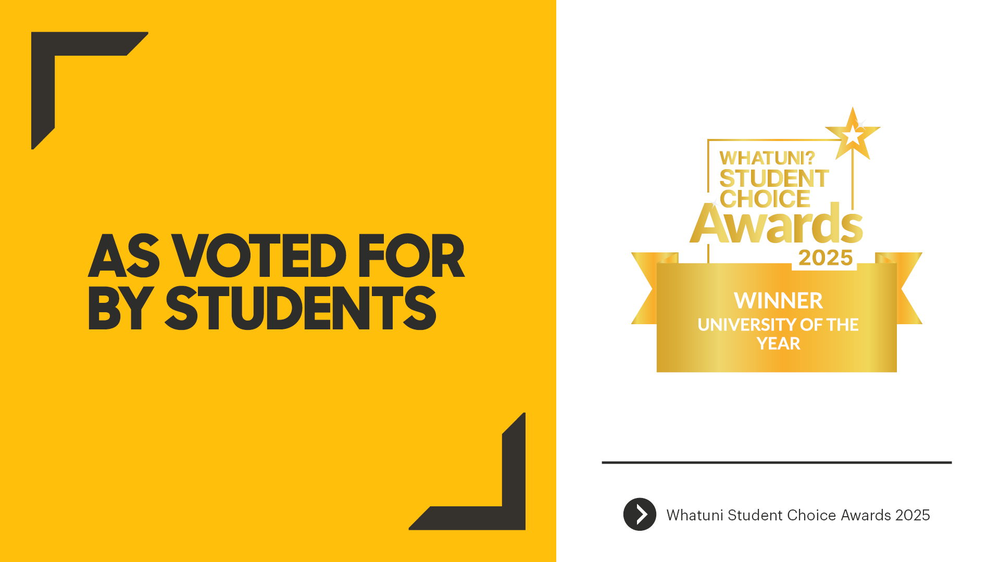 AS VOTED FOR
BY STUDENTS
WHATUNI?
STUDENT
CHOICE
Awards
2025
WINNER
UNIVERSITY OF THE
YEAR
Whatuni Student Choice Awards 2025